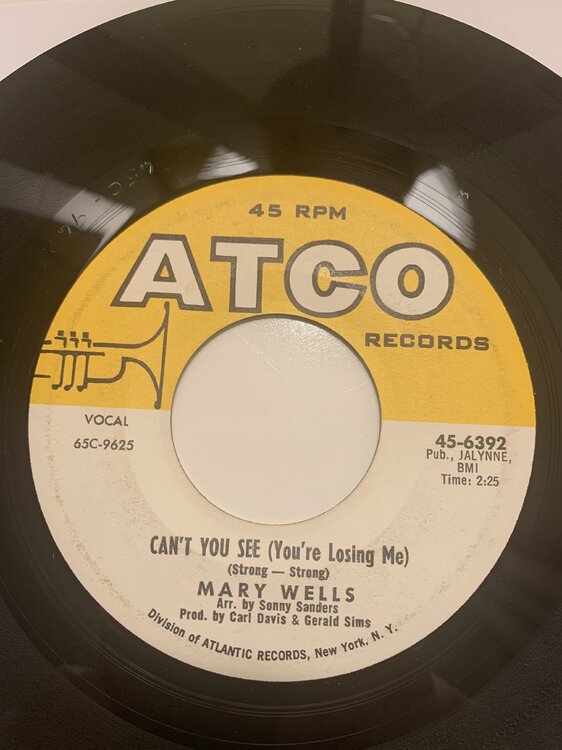 45 RPM
ATCO
RECORDS
VOCAL
65C-9625
45-6392
Pub., JALYNNE,
BMI
Time: 2:25
CAN'T YOU SEE (You're Losing Me)
(Strong — Strong)
MARY WELLS
Arr. by Sonny Sanders
Prod. by Carl Davis & Gerald Sims
Division of ATLANTIC RECORDS, New York, N. Y.